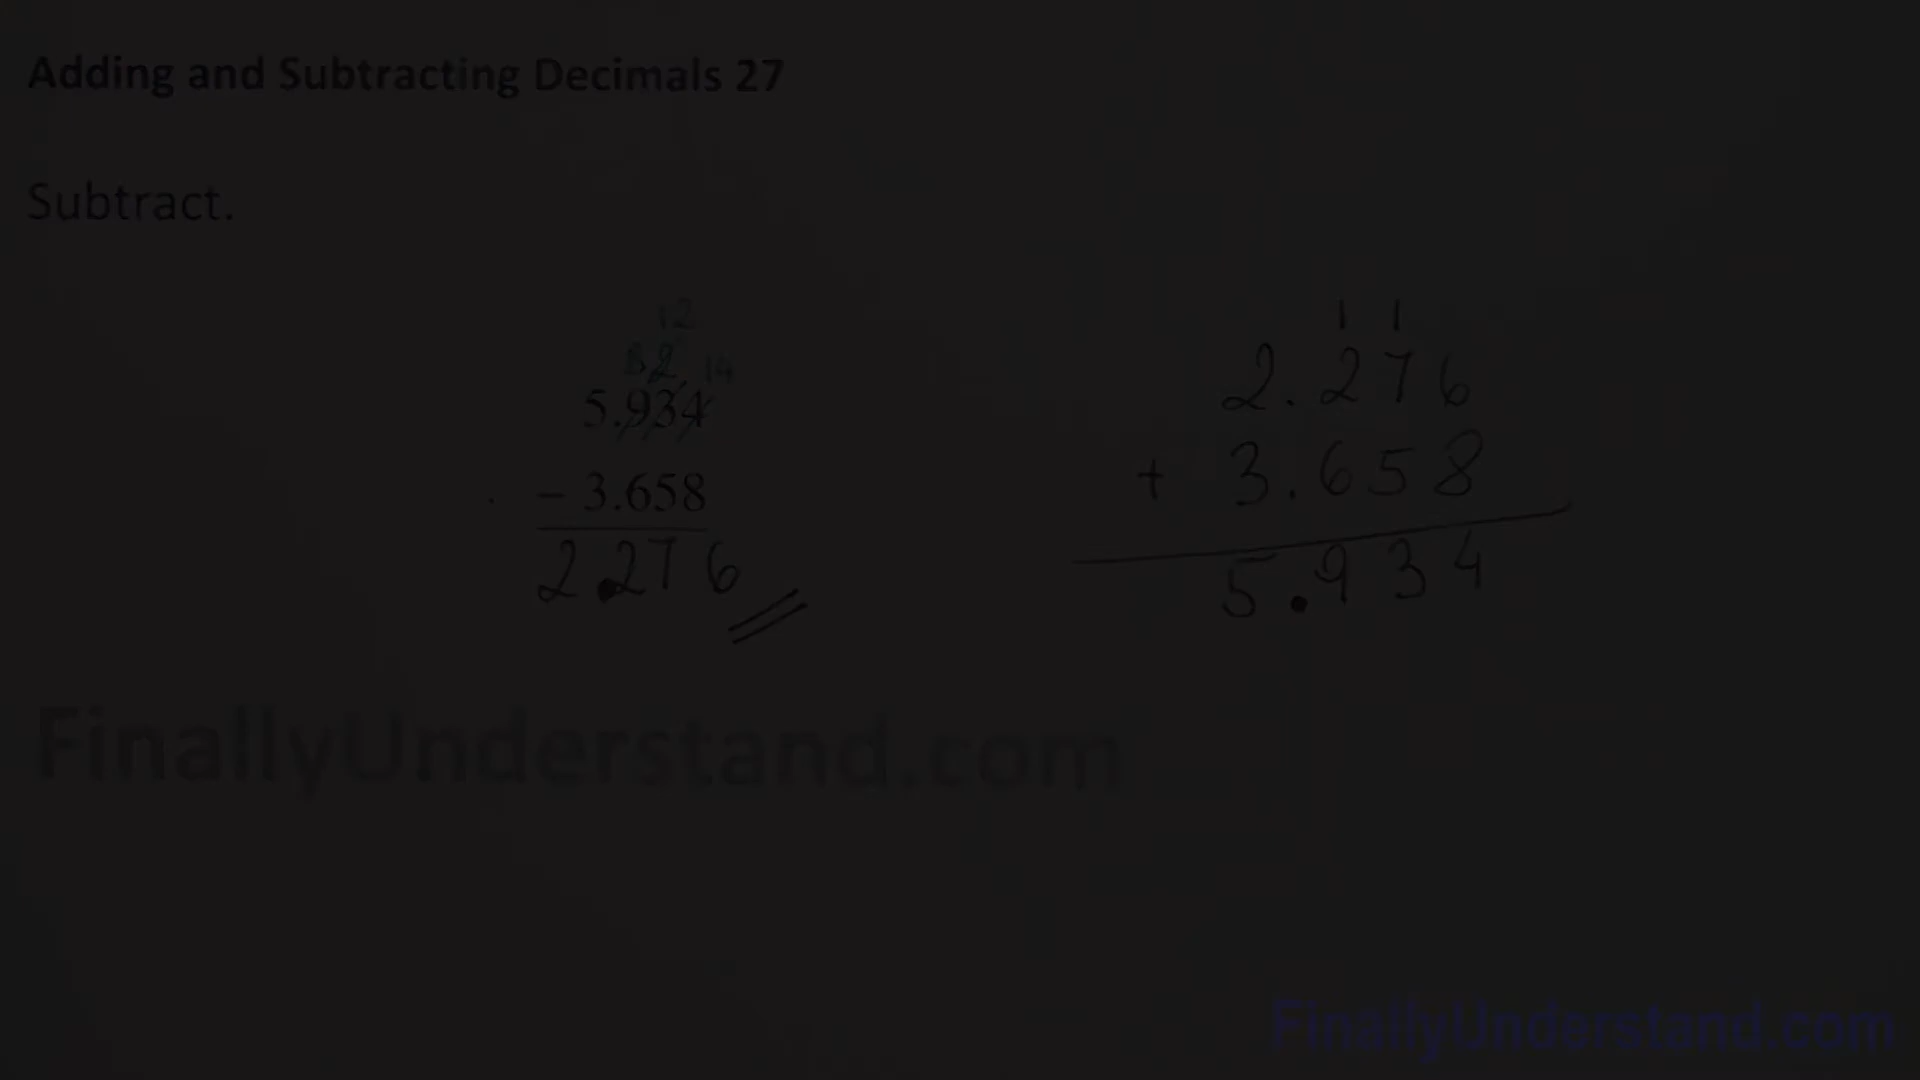 Adding and Subtracting Decimals 27
Subtract.
12
8 2 14
5.934
- 3.658
2.276
1 1
2.276
+ 3.658
5.934
FinallyUnderstand.com
FinallyUnderstand.com